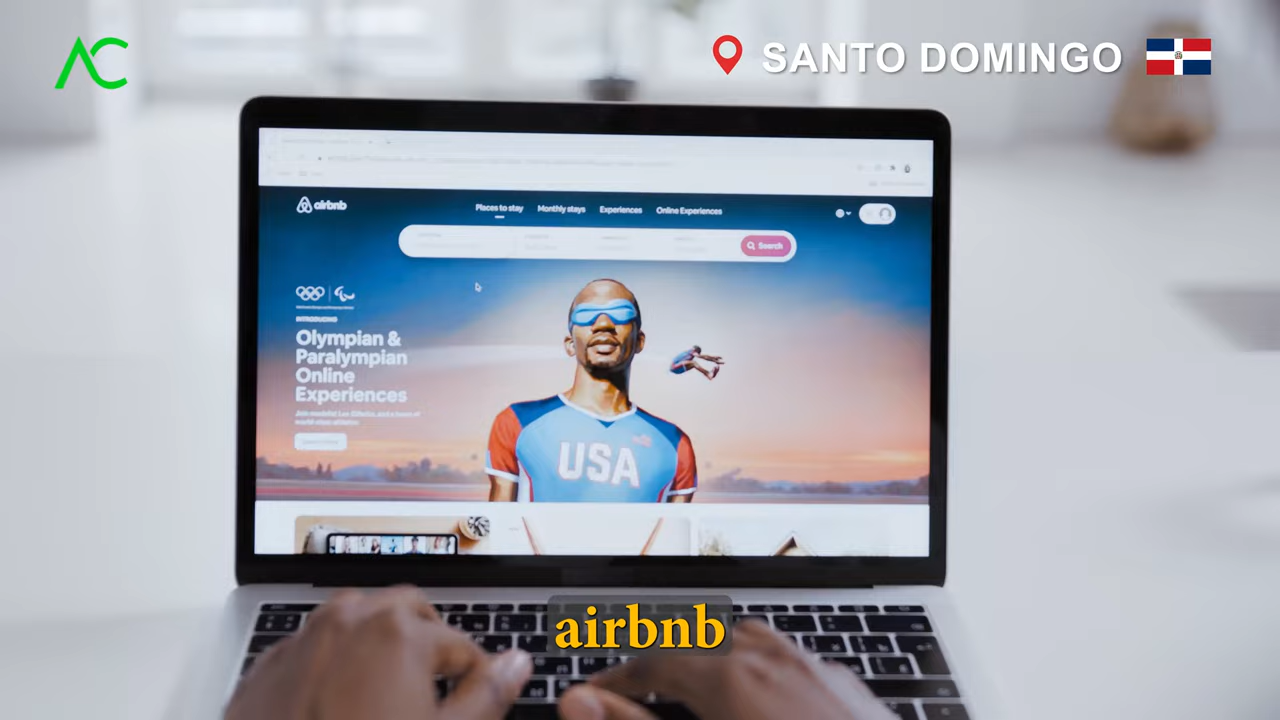 AC
SANTO DOMINGO
airbnb
Places to stay
Monthly stays
Experiences
Online Experiences
Search
INTRODUCING
Olympian &
Paralympian
Online
Experiences
USA
airbnb